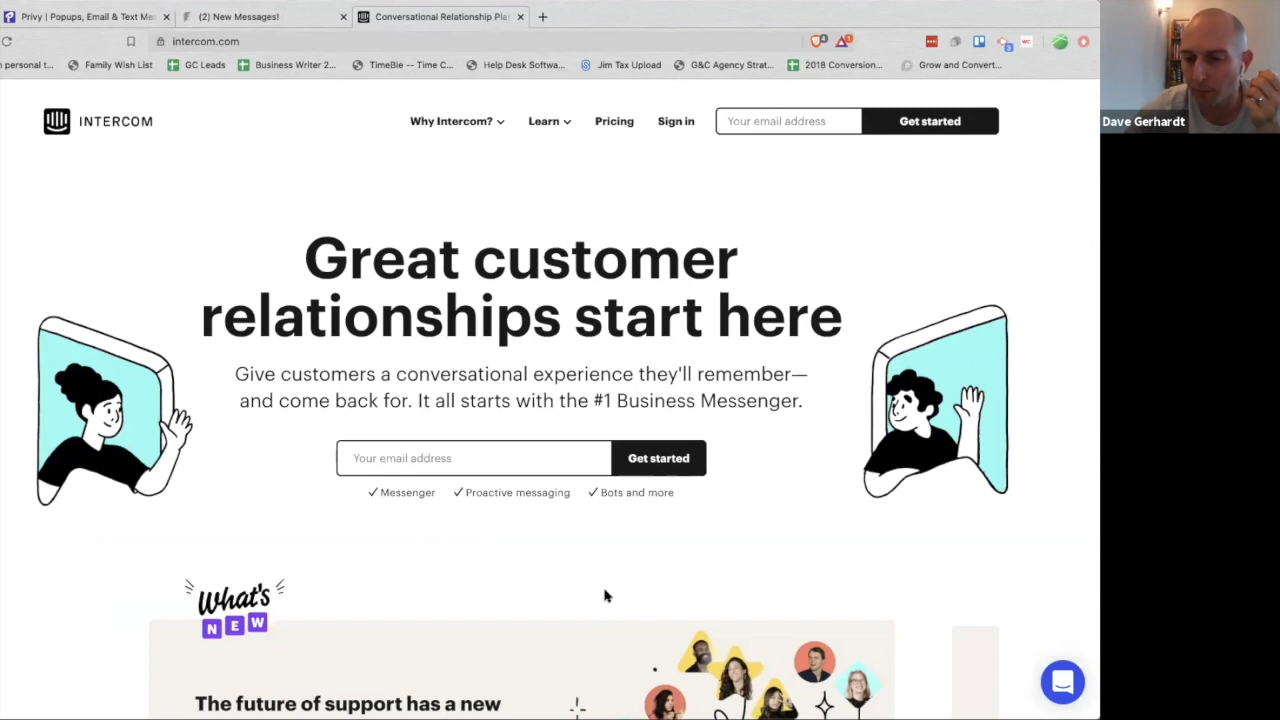 Privy | Popups, Email & Text Me
(2) New Messages!
Conversational Relationship Pla
intercom.com
personal t...
Family Wish List
GC Leads
Business Writer 2...
TimeBie -- Time C...
Help Desk Softwa...
Jim Tax Upload
G&C Agency Strat...
2018 Conversion...
Grow and Convert...
Dave Gerhardt
INTERCOM
Why Intercom?
Learn
Pricing
Sign in
Your email address
Get started
Great customer
relationships start here
Give customers a conversational experience they'll remember—
and come back for. It all starts with the #1 Business Messenger.
Your email address
Get started
✓ Messenger ✓ Proactive messaging ✓ Bots and more
What's
NEW
The future of support has a new